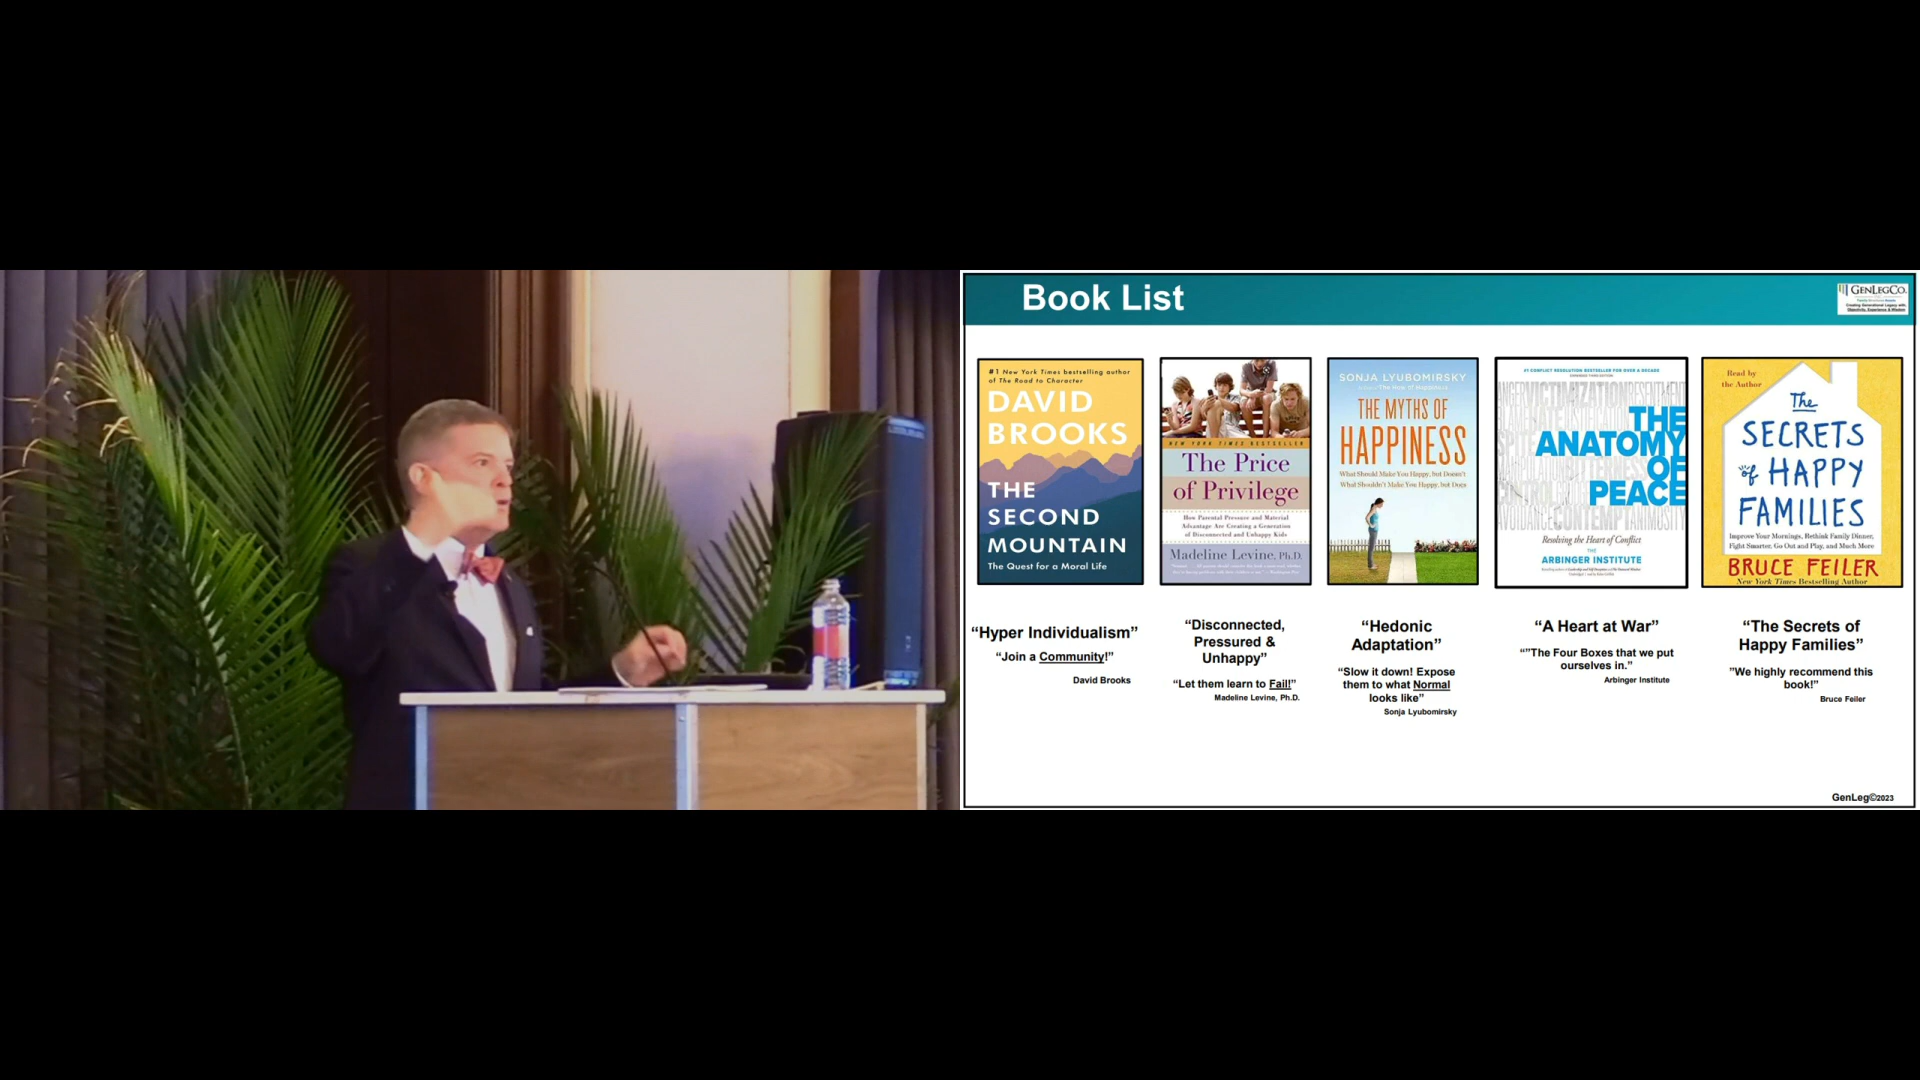 Book List
GENLEGCO.
#1 New York Times bestselling author
of The Road to Character
DAVID
BROOKS
THE
SECOND
MOUNTAIN
The Quest for a Moral Life
NEW YORK TIMES BESTSELLER
The Price
of Privilege
How Parental Pressure and Material
Advantage Are Creating a Generation
of Disconnected and Unhappy Kids
Madeline Levine, Ph.D.
SONJA LYUBOMIRSKY
THE MYTHS OF
HAPPINESS
What Should Make You Happy, but Doesn't
What Shouldn't Make You Happy, but Does
#1 CONFLICT RESOLUTION BESTSELLER FOR OVER A DECADE
THE
ANATOMY
OF
PEACE
Resolving the Heart of Conflict
THE
ARBINGER INSTITUTE
Read by
the Author
The
SECRETS
of HAPPY
FAMILIES
Improve Your Mornings, Rethink Family Dinner,
Fight Smarter, Go Out and Play, and Much More
BRUCE FEILER
New York Times Bestselling Author
“Hyper Individualism”
“Join a Community!”
David Brooks
“Disconnected,
Pressured &
Unhappy”
“Let them learn to Fail!”
Madeline Levine, Ph.D.
“Hedonic
Adaptation”
“Slow it down! Expose
them to what Normal
looks like”
Sonja Lyubomirsky
“A Heart at War”
“”The Four Boxes that we put
ourselves in.”
Arbinger Institute
“The Secrets of
Happy Families”
”We highly recommend this
book!”
Bruce Feiler
GenLeg©2023